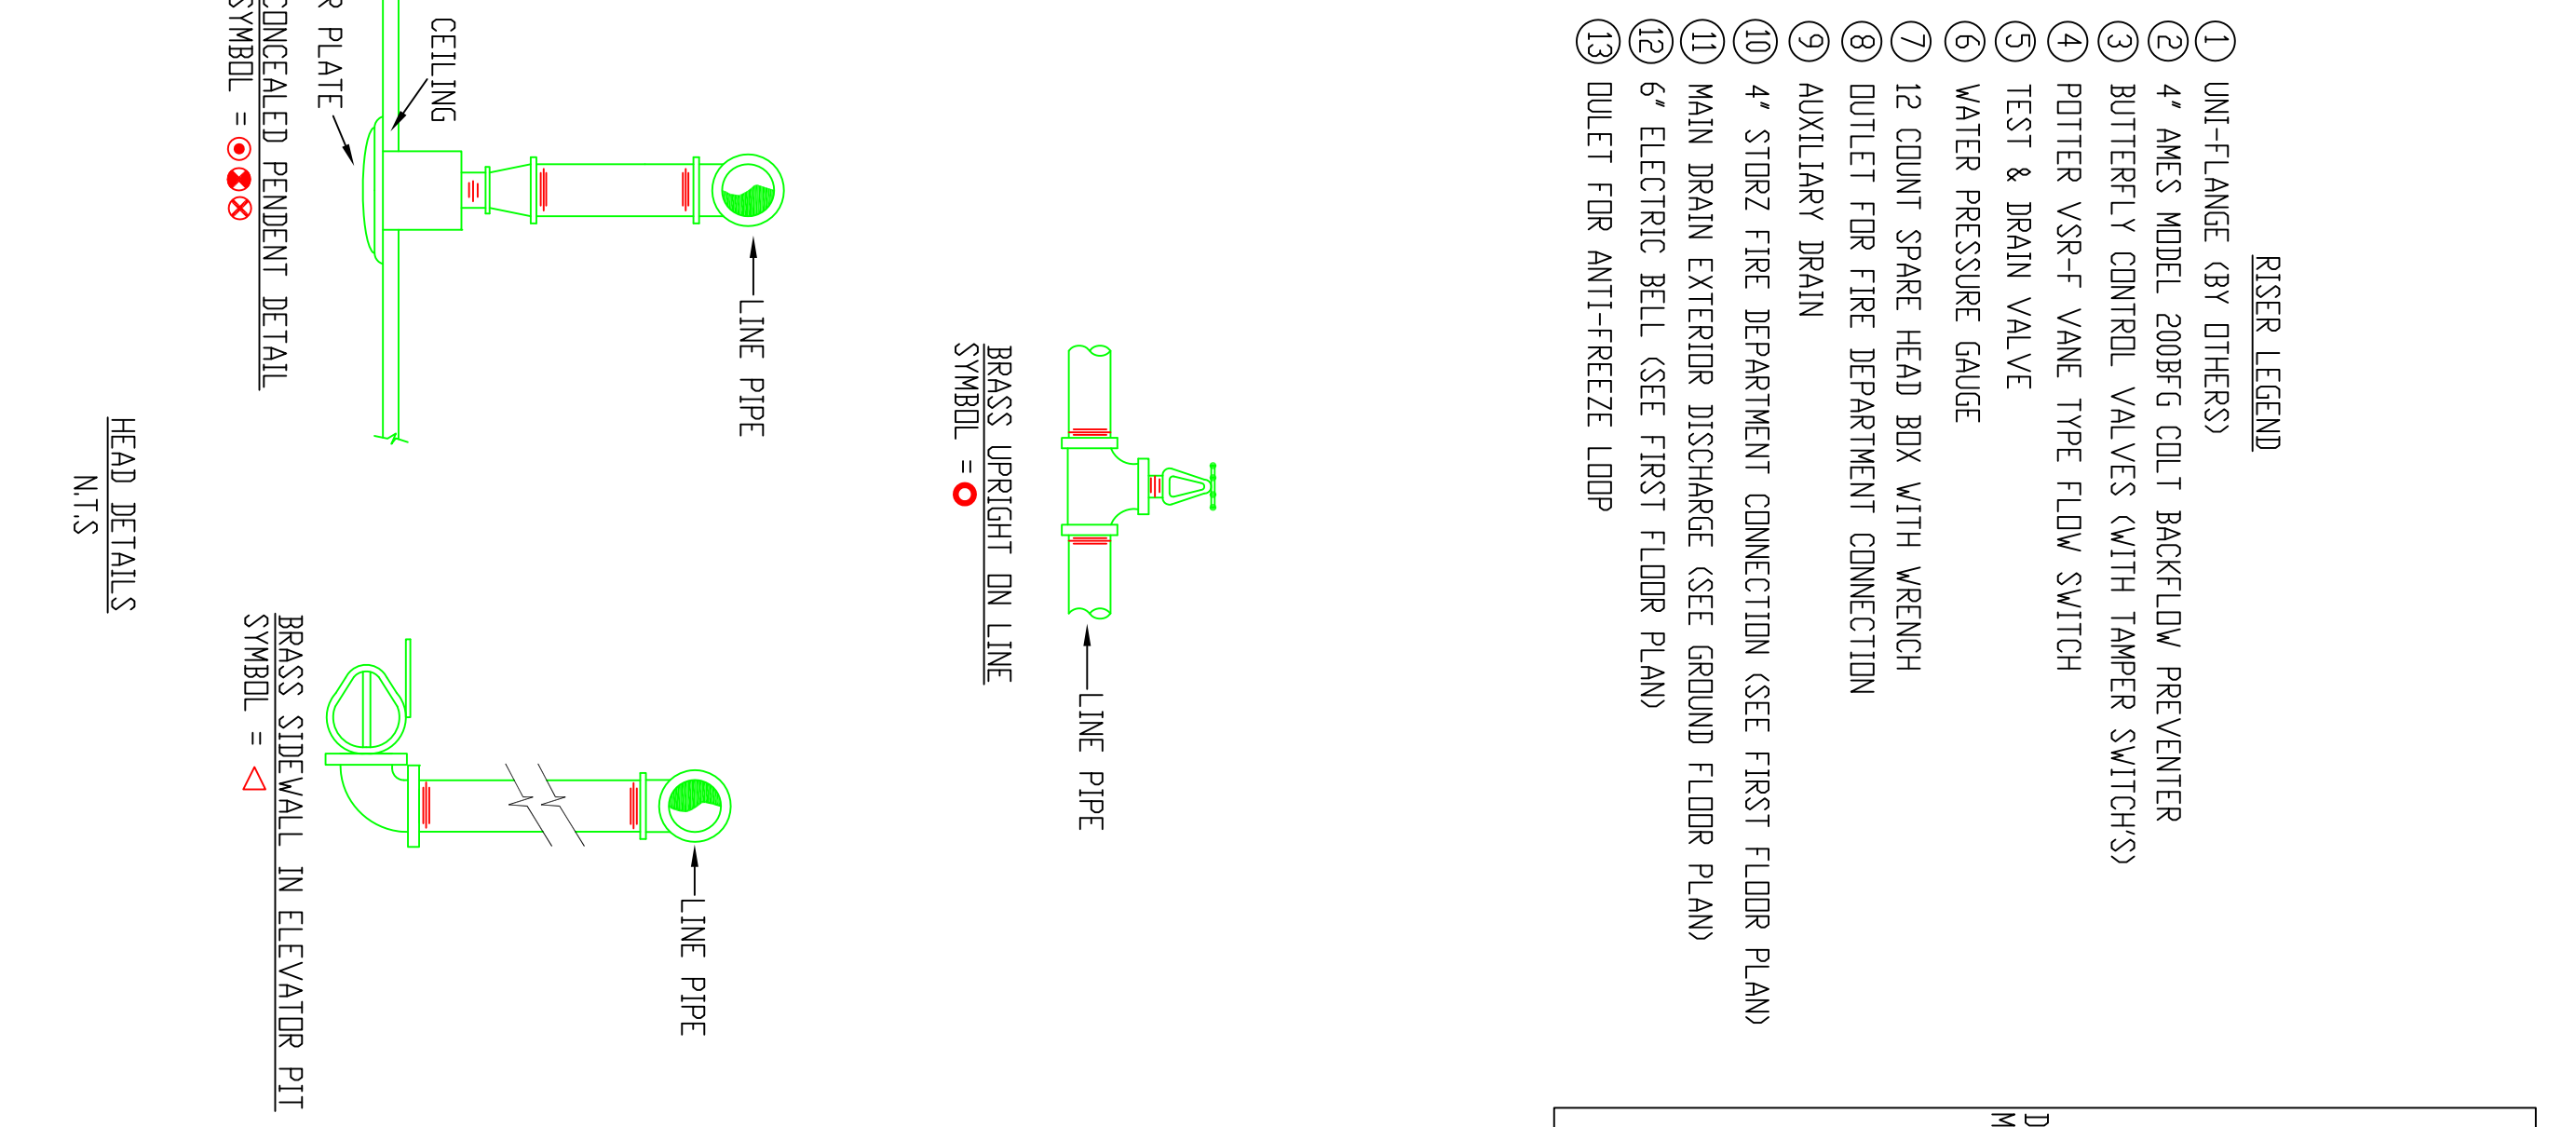 RISER LEGEND
1 UNI-FLANGE (BY OTHERS)
2 4" AMES MODEL 200BFG COLT BACKFLOW PREVENTER
3 BUTTERFLY CONTROL VALVES (WITH TAMPER SWITCH'S)
4 POTTER VSR-F VANE TYPE FLOW SWITCH
5 TEST & DRAIN VALVE
6 WATER PRESSURE GAUGE
7 12 COUNT SPARE HEAD BOX WITH WRENCH
8 OUTLET FOR FIRE DEPARTMENT CONNECTION
9 AUXILIARY DRAIN
10 4" STORZ FIRE DEPARTMENT CONNECTION (SEE FIRST FLOOR PLAN)
11 MAIN DRAIN EXTERIOR DISCHARGE (SEE GROUND FLOOR PLAN)
12 6" ELECTRIC BELL (SEE FIRST FLOOR PLAN)
13 OULET FOR ANTI-FREEZE LOOP
LINE PIPE
BRASS UPRIGHT ON LINE
SYMBOL =
LINE PIPE
CEILING
R PLATE
CONCEALED PENDENT DETAIL
SYMBOL =
LINE PIPE
BRASS SIDEWALL IN ELEVATOR PIT
SYMBOL =
HEAD DETAILS
N.T.S
D
M